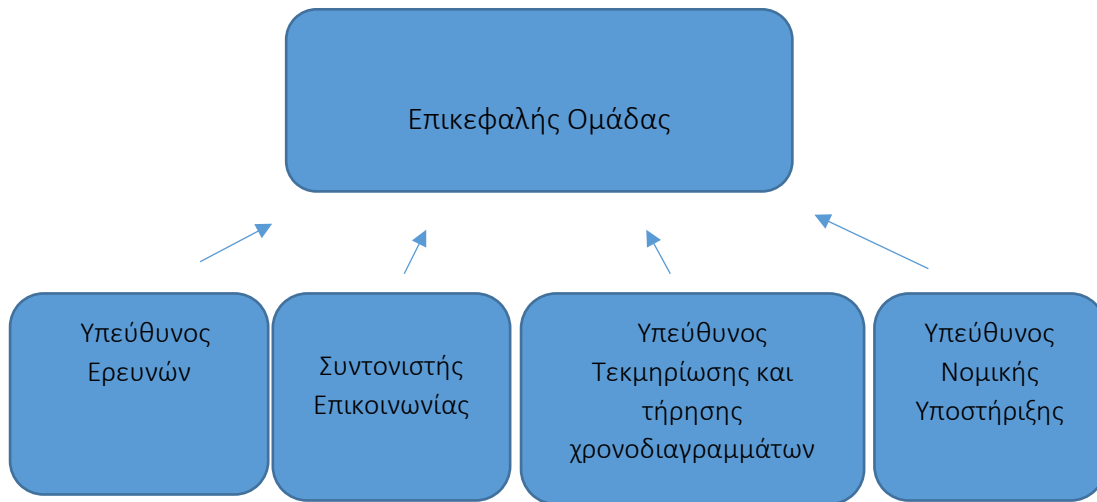 Επικεφαλής Ομάδας
Υπεύθυνος
Ερευνών
Συντονιστής
Επικοινωνίας
Υπεύθυνος
Τεκμηρίωσης και
τήρησης
χρονοδιαγραμμάτων
Υπεύθυνος
Νομικής
Υποστήριξης